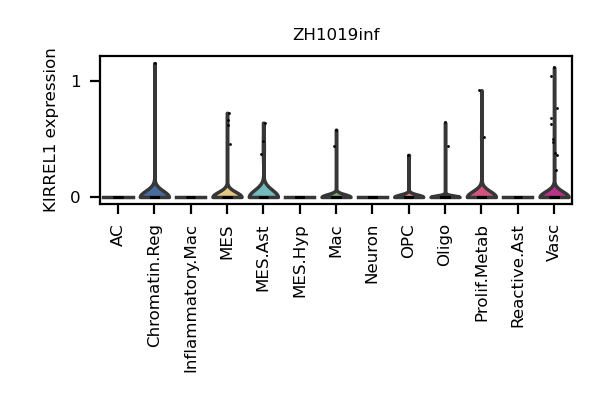 ZH1019inf
KIRREL1 expression
1
0
AC
Chromatin.Reg
Inflammatory.Mac
MES
MES.Ast
MES.Hyp
Mac
Neuron
OPC
Oligo
Prolif.Metab
Reactive.Ast
Vasc